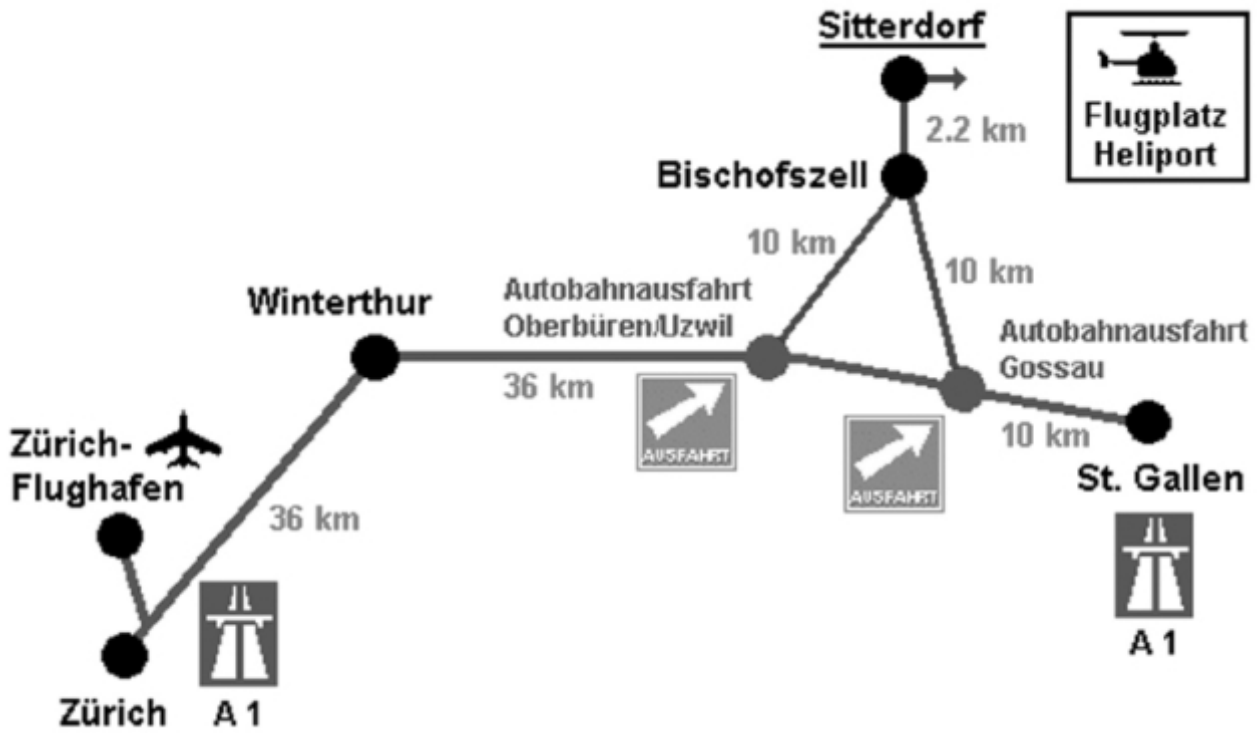 Sitterdorf
Flugplatz
Heliport
2.2 km
Bischofszell
10 km
10 km
Winterthur
Autobahnausfahrt
Oberbüren/Uzwil
36 km
AUSFAHRT
Autobahnausfahrt
Gossau
AUSFAHRT
10 km
St. Gallen
A 1
Zürich-
Flughafen
36 km
Zürich
A 1